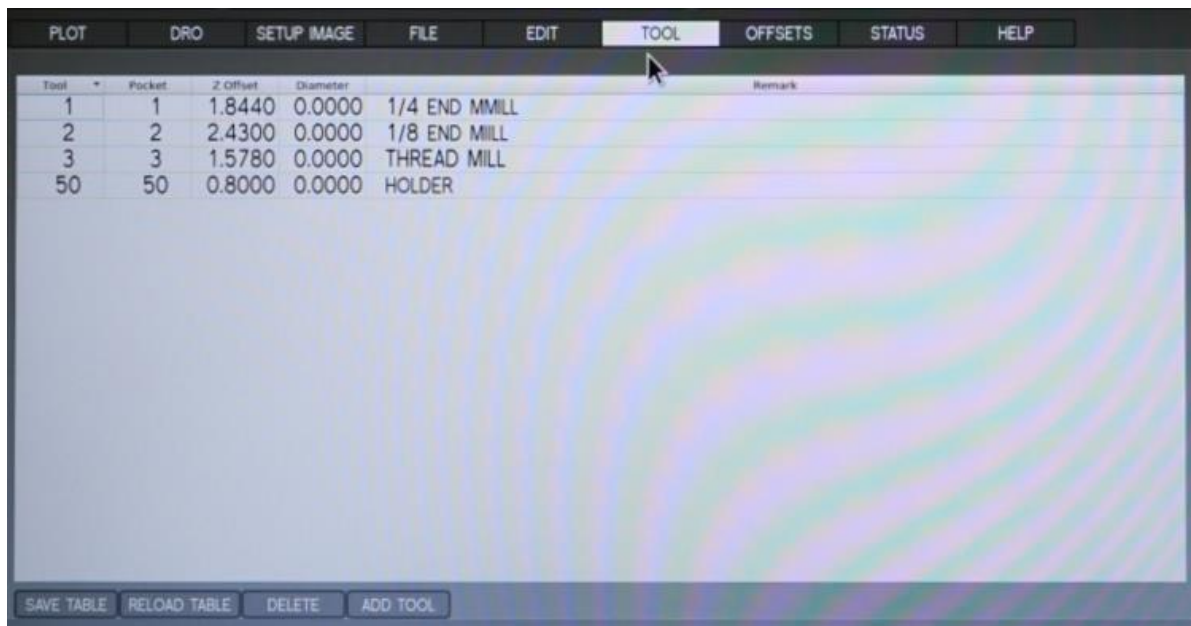 PLOT DRO SETUP IMAGE FILE EDIT TOOL OFFSETS STATUS HELP
Tool Pocket Z Offset Diameter Remark
1 1 1.8440 0.0000 1/4 END MMILL
2 2 2.4300 0.0000 1/8 END MIILL
3 3 1.5780 0.0000 THREAD MILL
50 50 0.8000 0.0000 HOLDER
SAVE TABLE RELOAD TABLE DELETE ADD TOOL